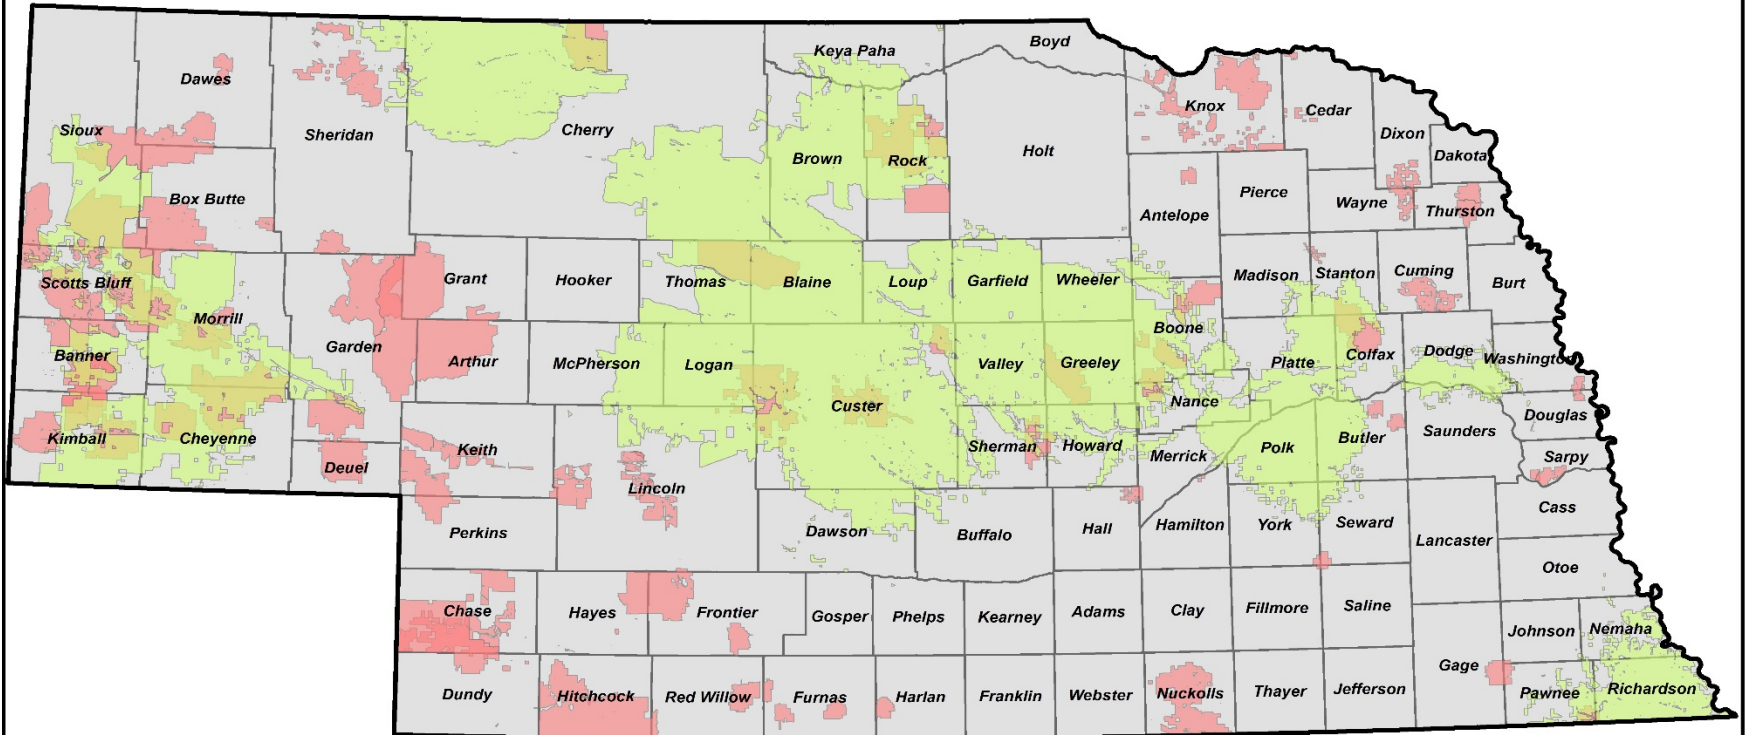 Boyd
Keya Paha
Dawes
Knox
Cedar
Sioux
Cherry
Sheridan
Dixon
Holt
Brown
Rock
Dakota
Box Butte
Pierce
Wayne
Thurston
Antelope
Scotts Bluff
Grant
Hooker
Thomas
Blaine
Loup
Garfield
Wheeler
Madison
Stanton
Cuming
Burt
Morrill
Boone
Banner
Garden
Arthur
McPherson
Logan
Valley
Greeley
Platte
Colfax
Dodge
Washington
Custer
Nance
Douglas
Kimball
Cheyenne
Keith
Sherman
Howard
Merrick
Polk
Butler
Saunders
Sarpy
Deuel
Lincoln
Perkins
Dawson
Buffalo
Hall
Hamilton
York
Seward
Cass
Lancaster
Otoe
Chase
Hayes
Frontier
Gosper
Phelps
Kearney
Adams
Clay
Fillmore
Saline
Johnson
Nemaha
Gage
Dundy
Hitchcock
Red Willow
Furnas
Harlan
Franklin
Webster
Nuckolls
Thayer
Jefferson
Pawnee
Richardson